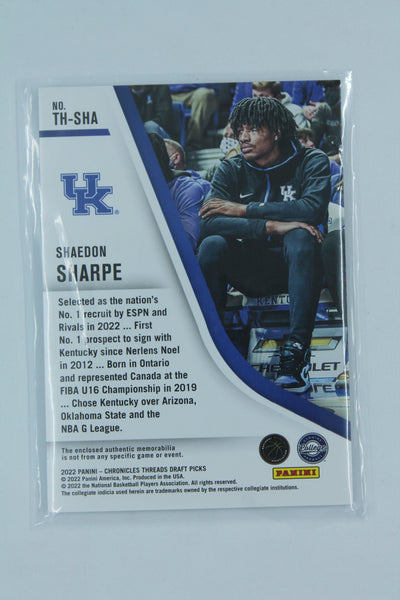 NO.
TH-SHA
UK
SHAEDON
SHARPE
Selected as the nation's
No. 1 recruit by ESPN and
Rivals in 2022 ... First
No. 1 prospect to sign with
Kentucky since Nerlens Noel
in 2012 ... Born in Ontario
and represented Canada at the
FIBA U16 Championship in 2019
... Chose Kentucky over Arizona,
Oklahoma State and the
NBA G League.
UK
KENTUCKY
CHEVROLET
The enclosed authentic memorabilia
is not from any specific game or event.
College
PANINI
2022 PANINI – CHRONICLES THREADS DRAFT PICKS
© 2022 Panini America, Inc. Produced in the USA.
© 2022 the National Basketball Players Association. All rights reserved.
The collegiate indicia used herein are trademarks owned by the respective collegiate institutions.